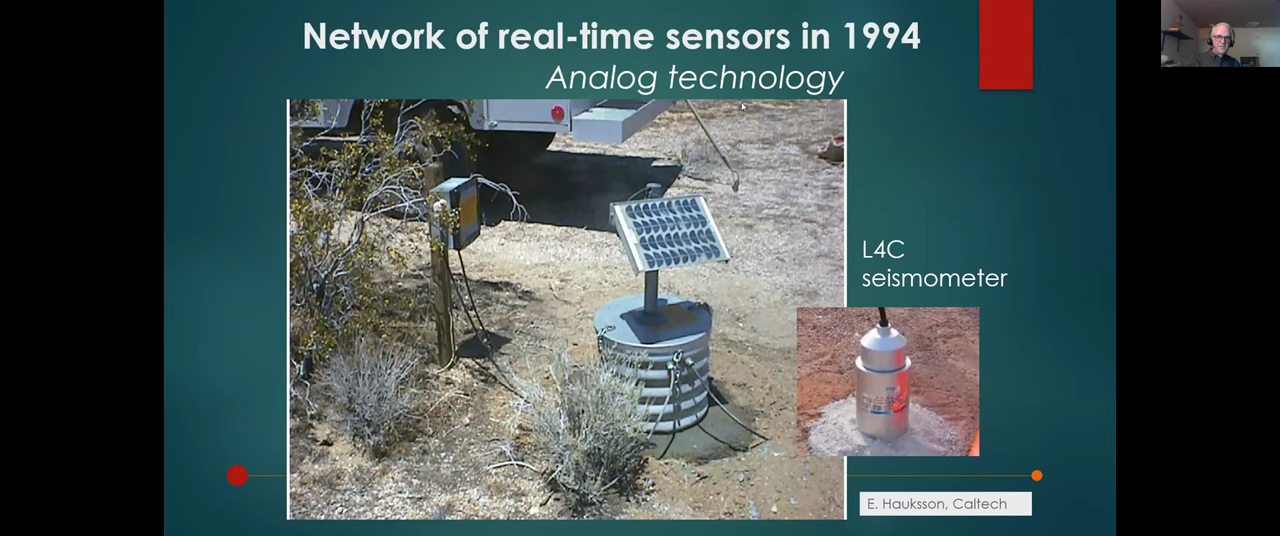 Network of real-time sensors in 1994
Analog technology
L4C
seismometer
E. Hauksson, Caltech